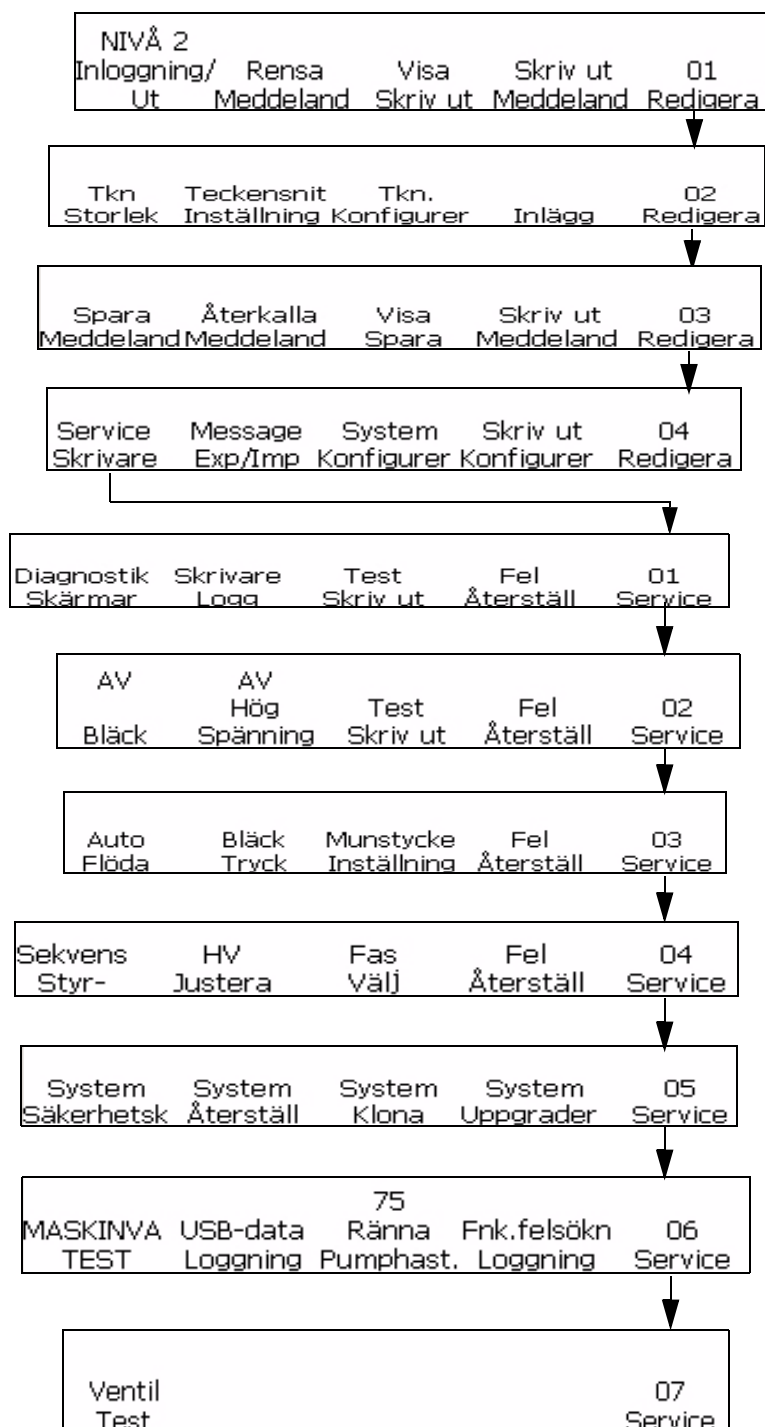 NIVÅ 2
Inloggning/ Rensa Visa Skriv ut 01
Ut Meddeland Skriv ut Meddeland Redigera
Tkn Teckensnit Tkn. 02
Storlek Inställning Konfigurer Inlägg Redigera
Spara Återkalla Visa Skriv ut 03
Meddeland Meddeland Spara Meddeland Redigera
Service Message System Skriv ut 04
Skrivare Exp/Imp Konfigurer Konfigurer Redigera
Diagnostik Skrivare Test Fel 01
Skärmar Logg Skriv ut Återställ Service
AV AV
Hög Test Fel 02
Bläck Spänning Skriv ut Återställ Service
Auto Bläck Munstycke Fel 03
Flöda Tryck Inställning Återställ Service
Sekvens HV Fas Fel 04
Styr- Justera Välj Återställ Service
System System System System 05
Säkerhetsk Återställ Klona Uppgrader Service
75
MASKINVA USB-data Ränna Fnk.felsökn 06
TEST Loggning Pumphast. Loggning Service
Ventil 07
Test Service